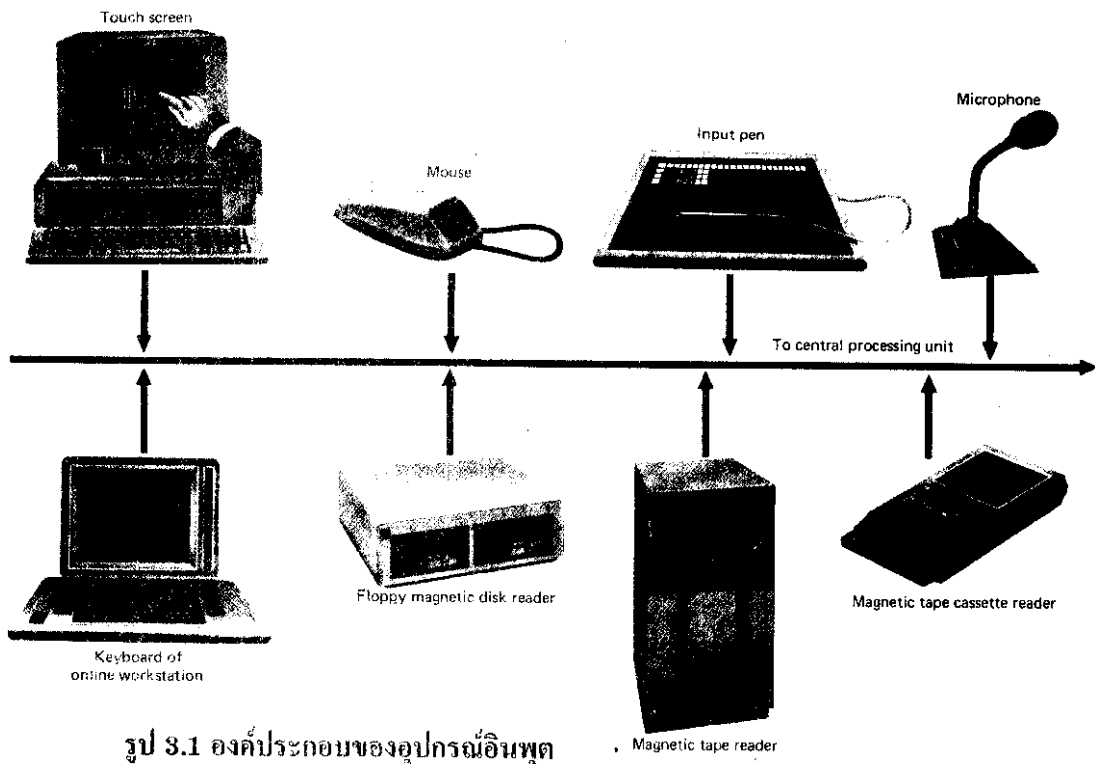 Touch screen
Mouse
Input pen
Microphone
To central processing unit
Keyboard of
online workstation
Floppy magnetic disk reader
Magnetic tape reader
Magnetic tape cassette reader
รูป 3.1 องค์ประกอบของอุปกรณ์อินพุต